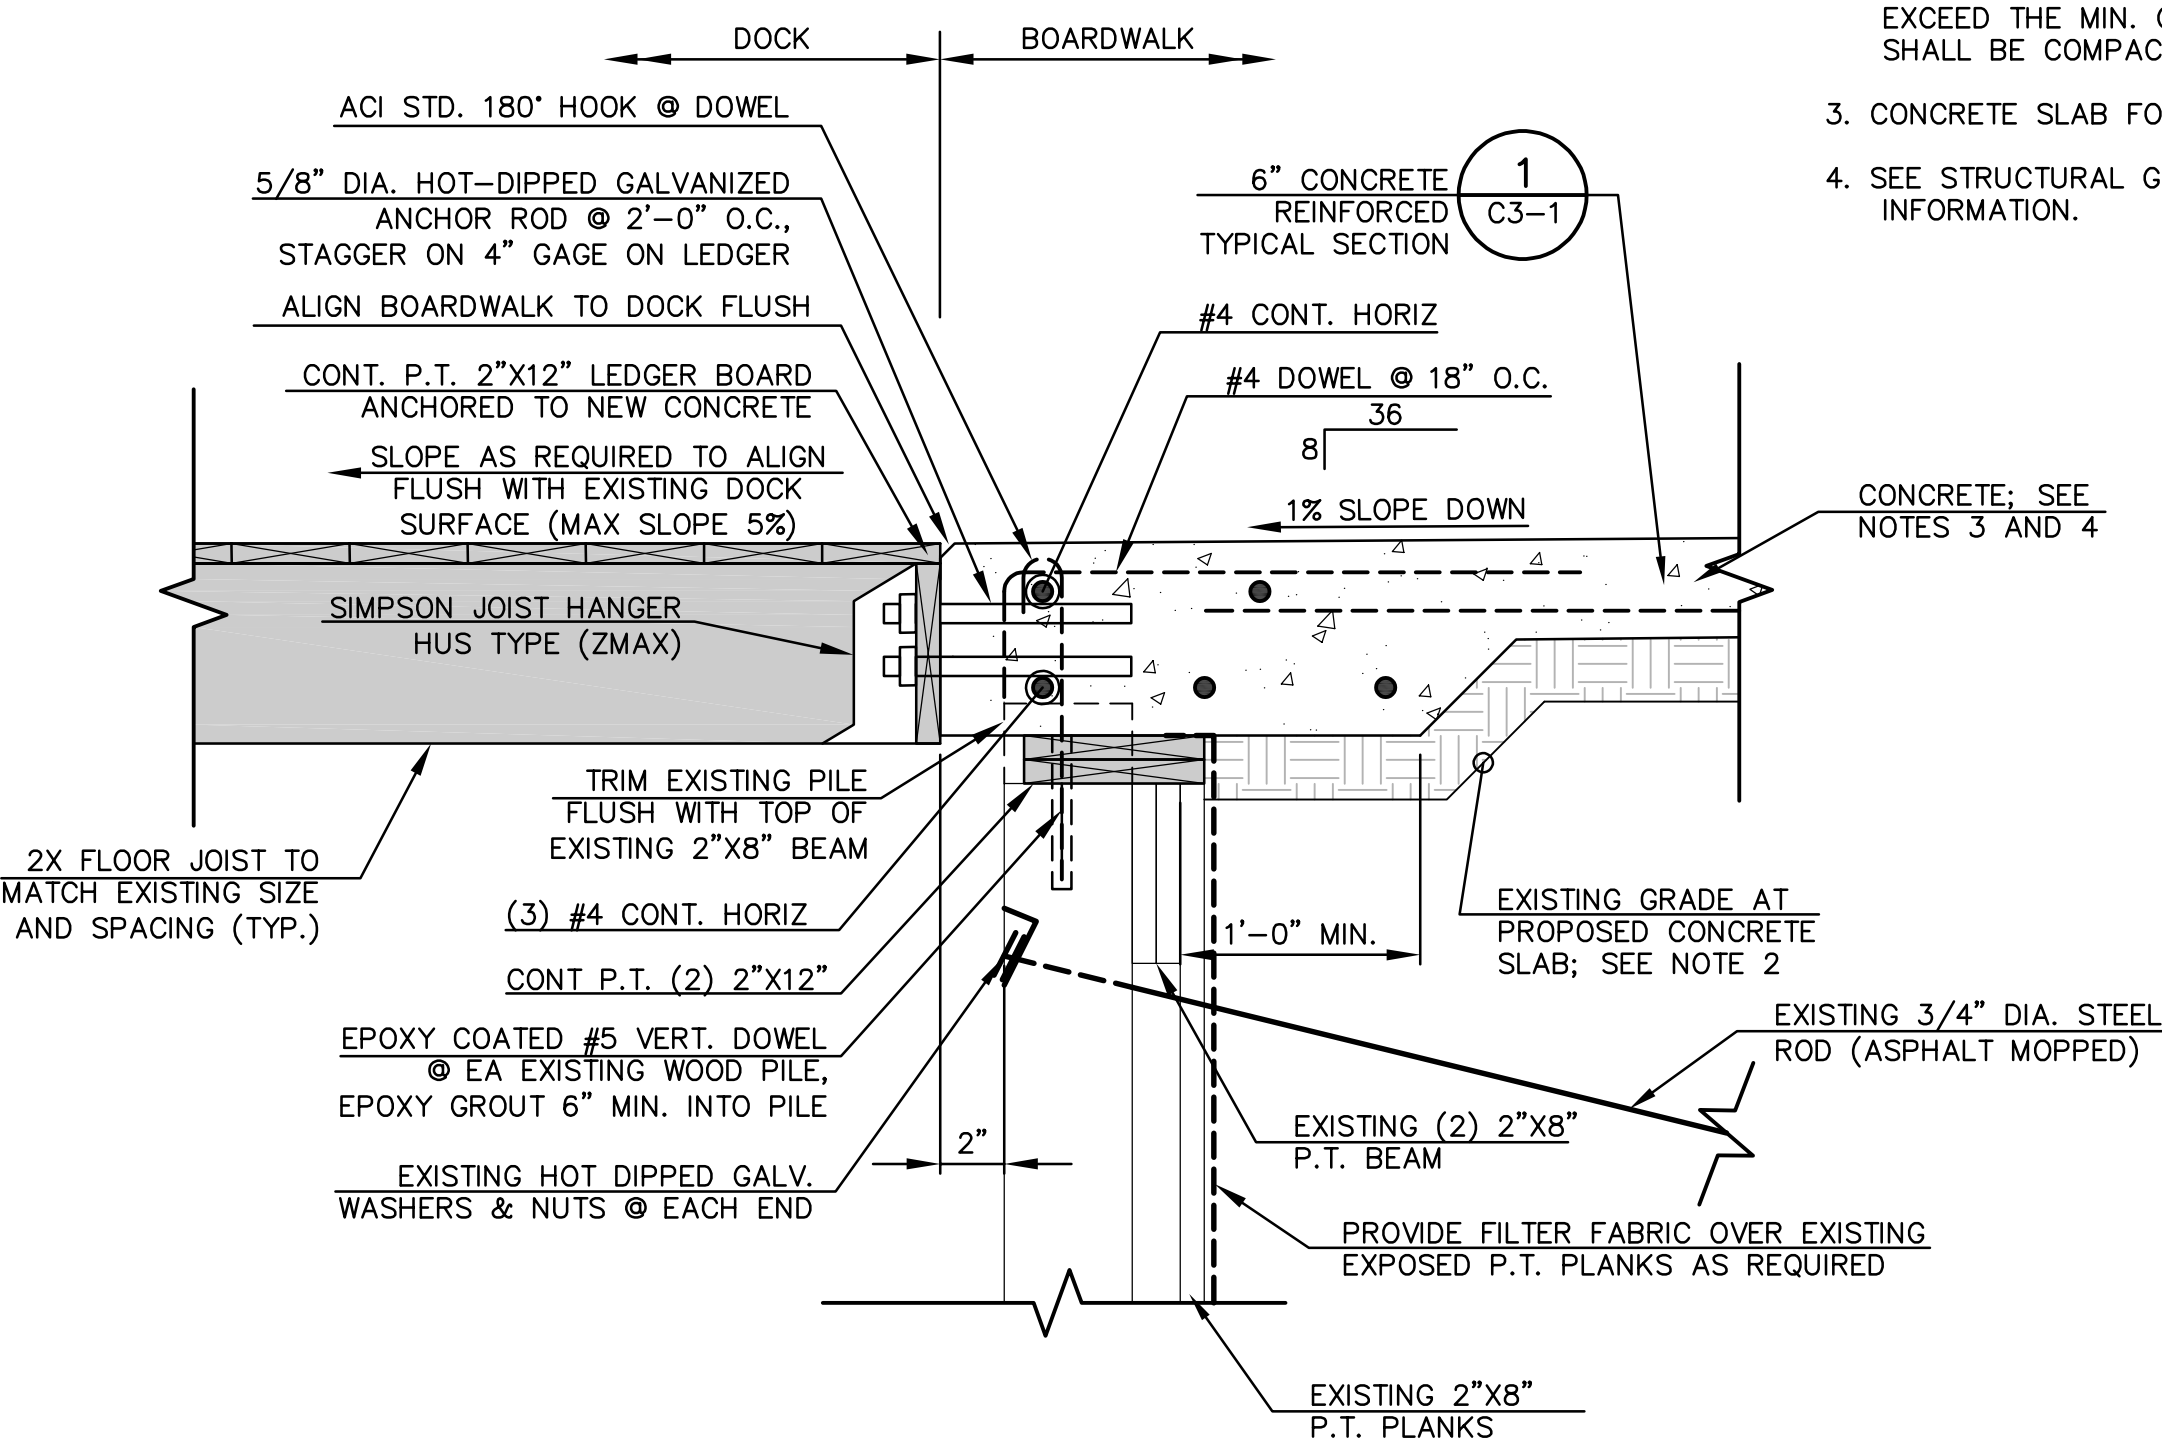 DOCK
BOARDWALK
ACI STD. 180° HOOK @ DOWEL
5/8" DIA. HOT-DIPPED GALVANIZED
ANCHOR ROD @ 2'-0" O.C.,
STAGGER ON 4" GAGE ON LEDGER
ALIGN BOARDWALK TO DOCK FLUSH
CONT. P.T. 2"X12" LEDGER BOARD
ANCHORED TO NEW CONCRETE
SLOPE AS REQUIRED TO ALIGN
FLUSH WITH EXISTING DOCK
SURFACE (MAX SLOPE 5%)
SIMPSON JOIST HANGER
HUS TYPE (ZMAX)
2X FLOOR JOIST TO
MATCH EXISTING SIZE
AND SPACING (TYP.)
TRIM EXISTING PILE
FLUSH WITH TOP OF
EXISTING 2"X8" BEAM
(3) #4 CONT. HORIZ
CONT P.T. (2) 2"X12"
EPOXY COATED #5 VERT. DOWEL
@ EA EXISTING WOOD PILE,
EPOXY GROUT 6" MIN. INTO PILE
EXISTING HOT DIPPED GALV.
WASHERS & NUTS @ EACH END
2"
6" CONCRETE
REINFORCED
TYPICAL SECTION
1
C3-1
#4 CONT. HORIZ
#4 DOWEL @ 18" O.C.
36
8
1% SLOPE DOWN
EXCEED THE MIN.
SHALL BE
3. CONCRETE SLAB
4. SEE STRUCTURAL
INFORMATION.
CONCRETE; SEE
NOTES 3 AND 4
1'-0" MIN.
EXISTING GRADE AT
PROPOSED CONCRETE
SLAB; SEE NOTE 2
EXISTING 3/4" DIA. STEEL
ROD (ASPHALT MOPPED)
EXISTING (2) 2"X8"
P.T. BEAM
PROVIDE FILTER FABRIC OVER EXISTING
EXPOSED P.T. PLANKS AS REQUIRED
EXISTING 2"X8"
P.T. PLANKS